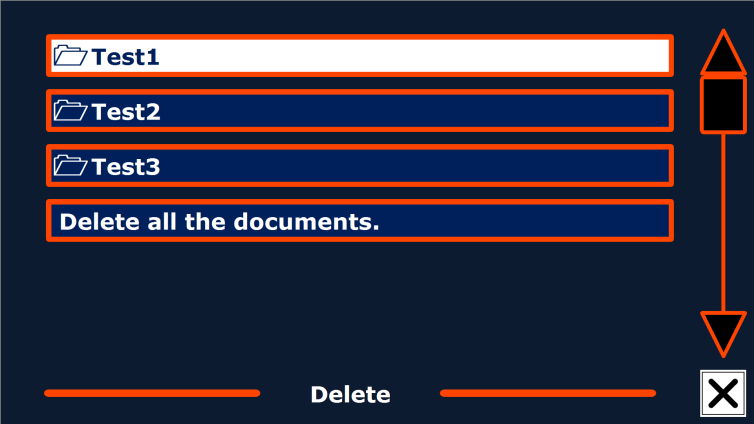 Test1
Test2
Test3
Delete all the documents.
Delete